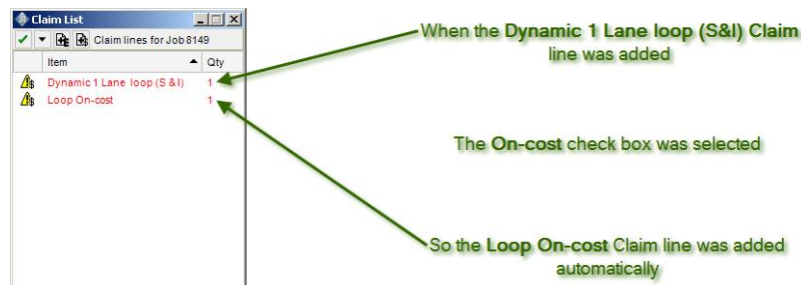 Claim List
Claim lines for Job 8149
Item Qty
Dynamic 1 Lane loop (S &I) 1
Loop On-cost 1
When the Dynamic 1 Lane loop (S&I) Claim
line was added
The On-cost check box was selected
So the Loop On-cost Claim line was added
automatically